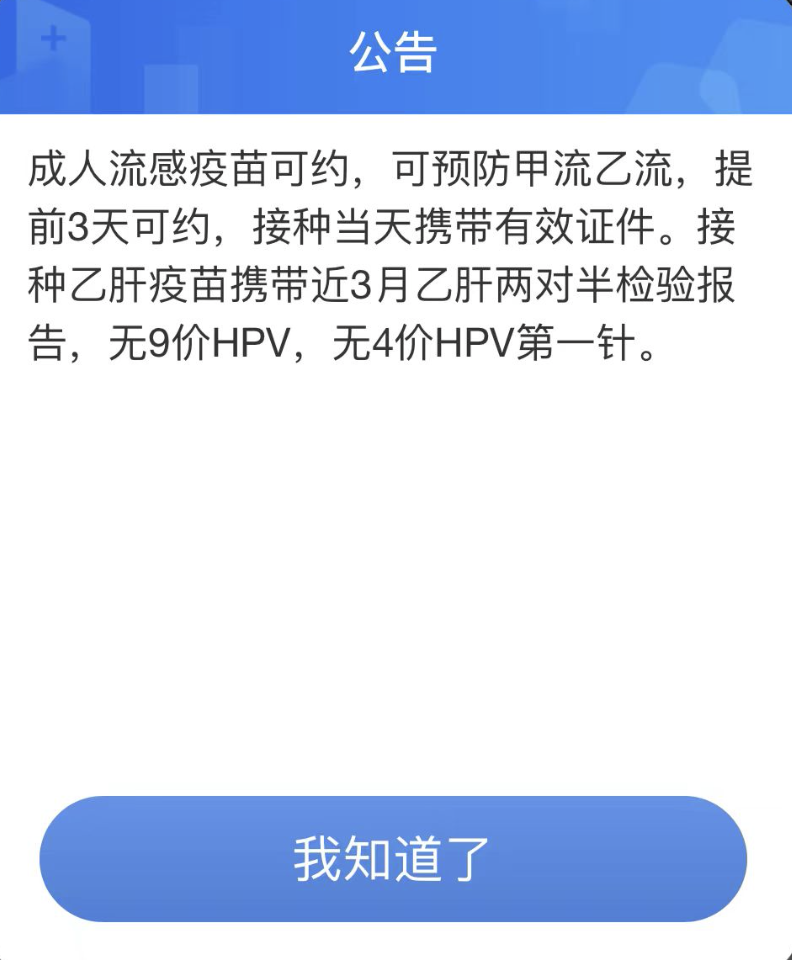 公告
成人流感疫苗可约，可预防甲流乙流，提
前3天可约，接种当天携带有效证件。接
种乙肝疫苗携带近3月乙肝两对半检验报
告，无9价HPV，无4价HPV第一针。
我知道了